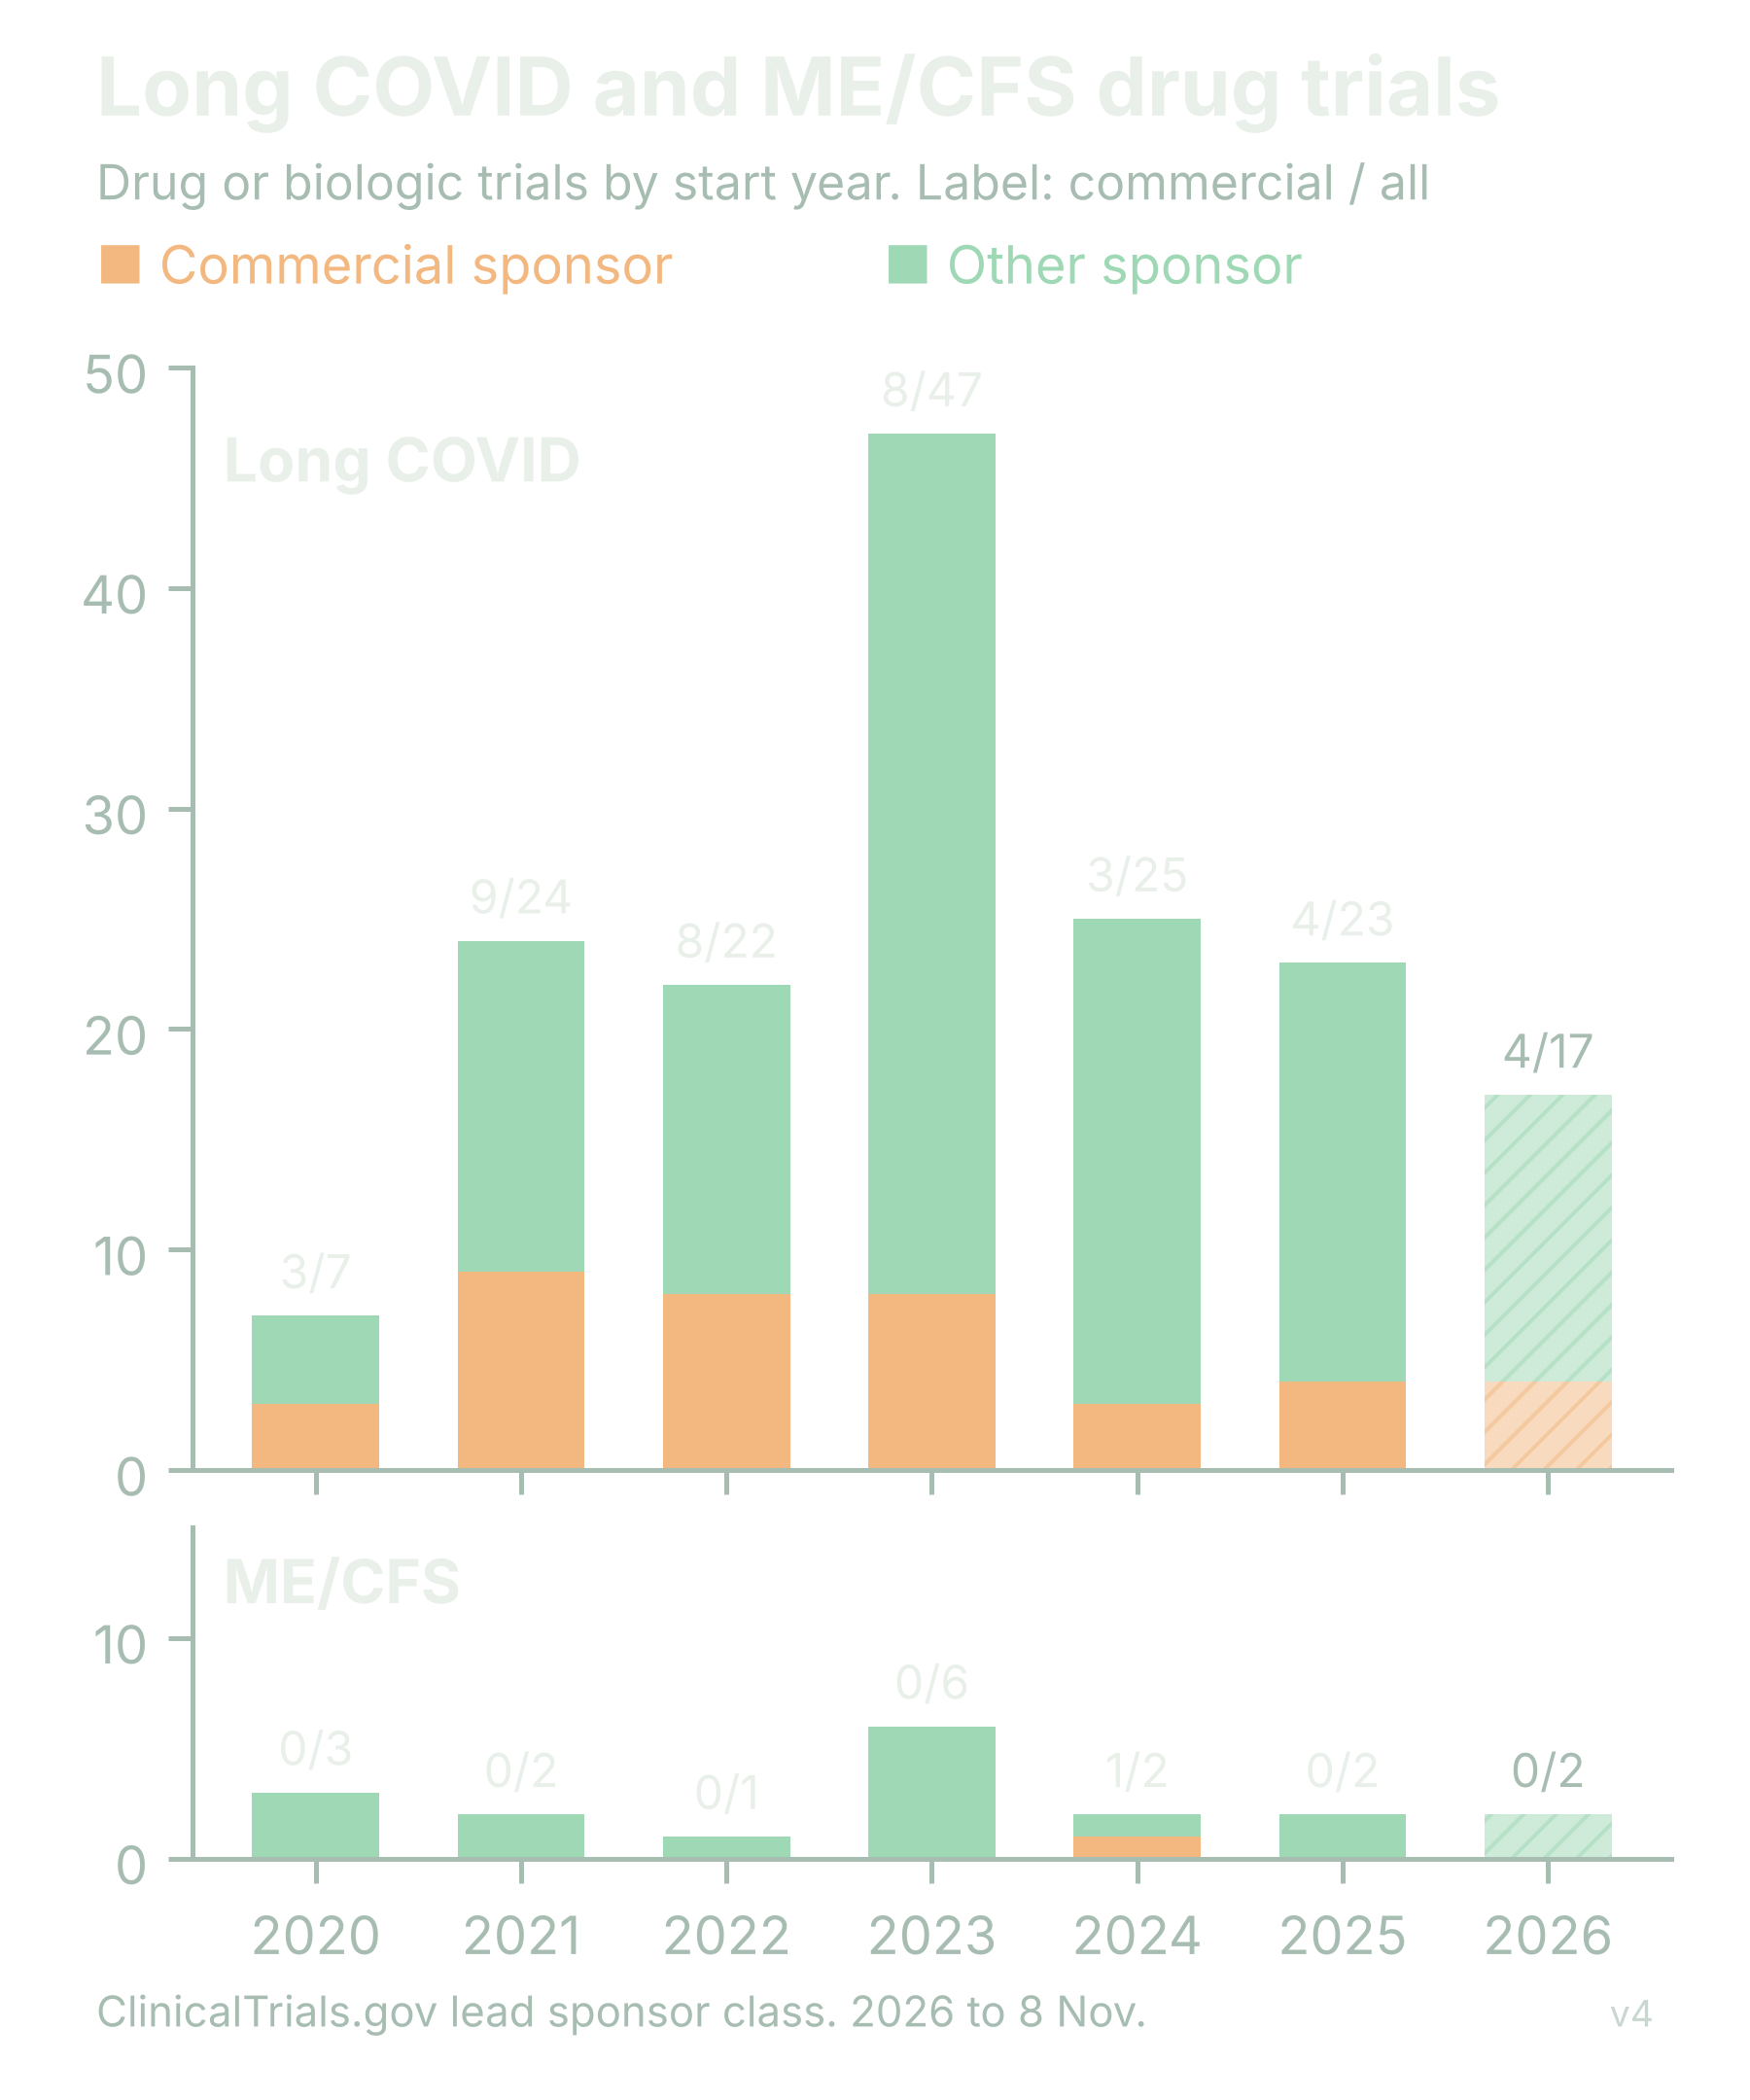 Long COVID and ME/CFS drug trials
Drug or biologic trials by start year. Label: commercial / all
Commercial sponsor Other sponsor
50
8/47
Long COVID
40
30
3/25
9/24
4/23
8/22
20
4/17
10
3/7
0
ME/CFS
10
0/6
0/3
0/2
1/2
0/2
0/2
0/1
0
2020 2021 2022 2023 2024 2025 2026
ClinicalTrials.gov lead sponsor class. 2026 to 8 Nov.
v4